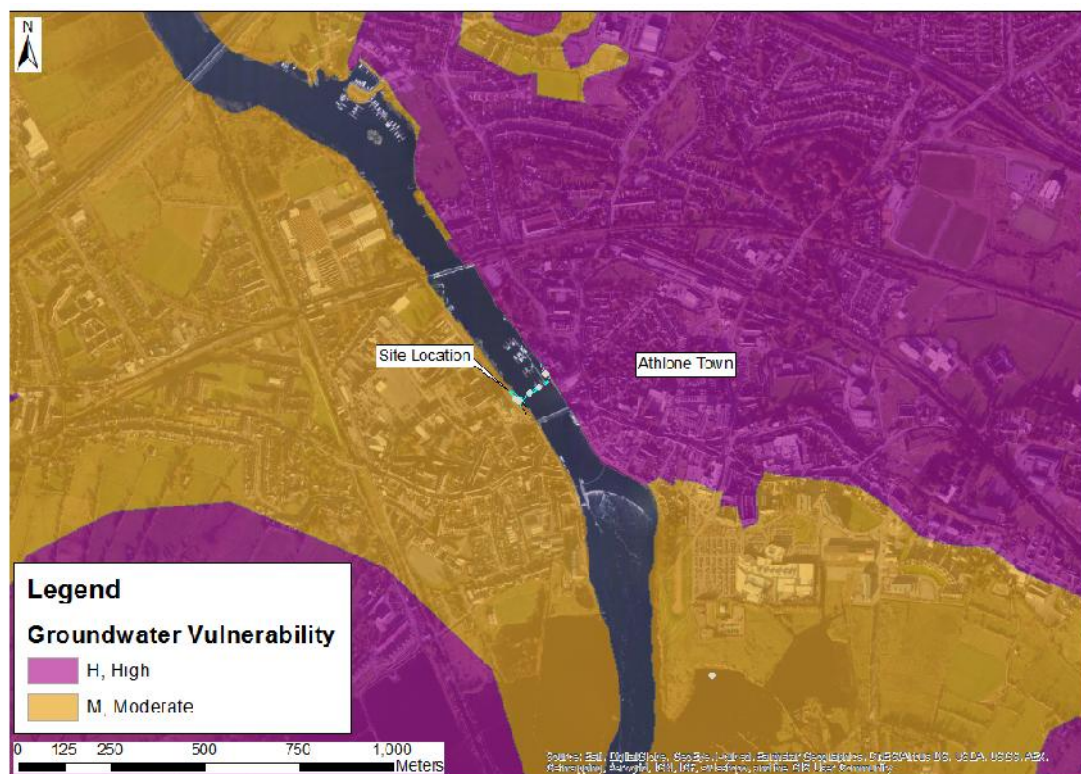 N
Site Location
Athlone Town
Legend
Groundwater Vulnerability
H, High
M, Moderate
0 125 250 500 750 1,000
Meters